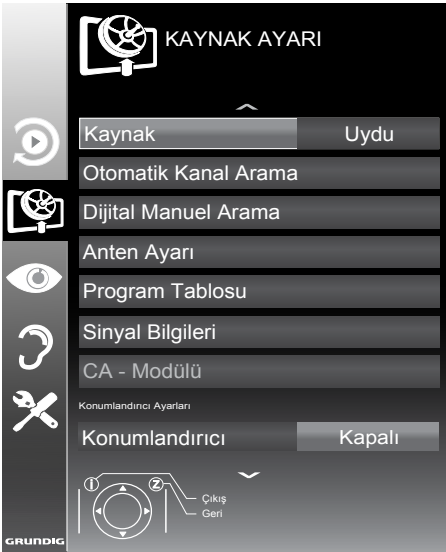 KAYNAK AYARI
Kaynak Uydu
Otomatik Kanal Arama
Dijital Manuel Arama
Anten Ayarı
Program Tablosu
Sinyal Bilgileri
CA - Modülü
Konumlandırıcı Ayarları
Konumlandırıcı Kapalı
i Z
Çıkış
Geri
GRUNDIG